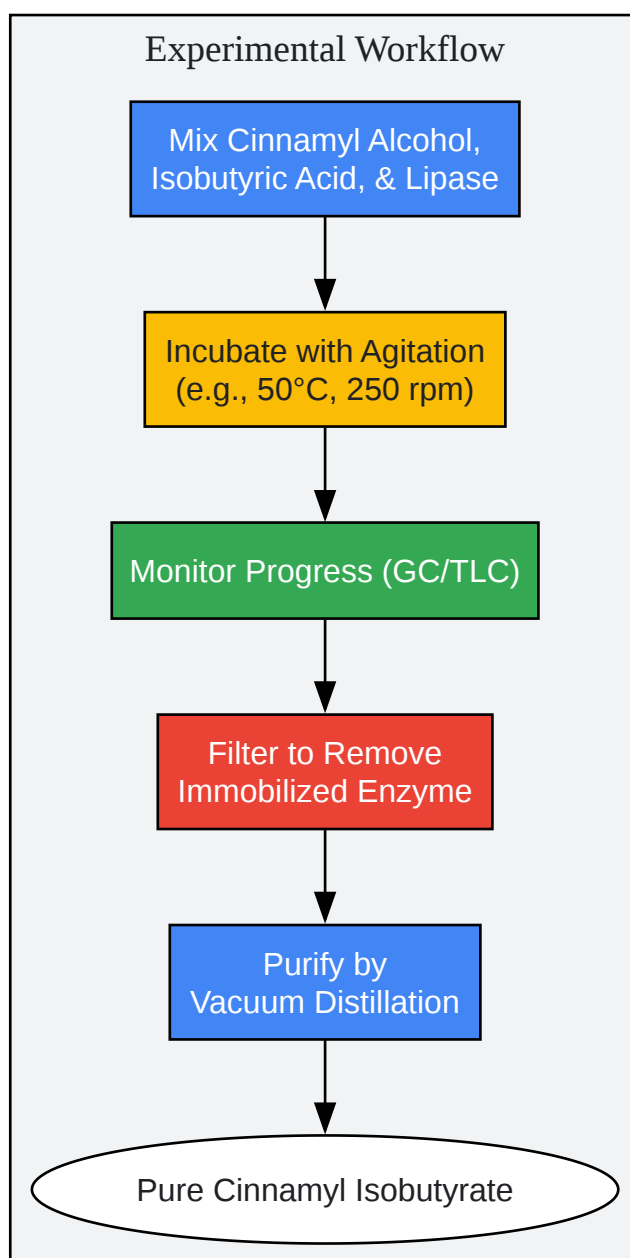 Experimental Workflow
Mix Cinnamyl Alcohol,
Isobutyric Acid, & Lipase
Incubate with Agitation
(e.g., 50°C, 250 rpm)
Monitor Progress (GC/TLC)
Filter to Remove
Immobilized Enzyme
Purify by
Vacuum Distillation
Pure Cinnamyl Isobutyrate